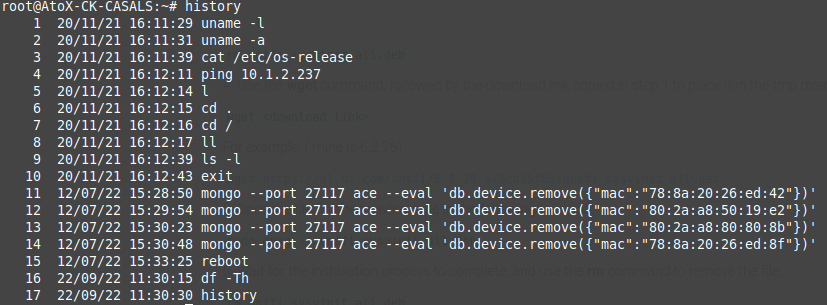 root@AtoX-CK-CASALS:~# history
1 20/11/21 16:11:29 uname -l
2 20/11/21 16:11:31 uname -a
3 20/11/21 16:11:39 cat /etc/os-release
4 20/11/21 16:12:11 ping 10.1.2.237
5 20/11/21 16:12:14 l
6 20/11/21 16:12:15 cd .
7 20/11/21 16:12:16 cd /
8 20/11/21 16:12:17 ll
9 20/11/21 16:12:39 ls -l
10 20/11/21 16:12:43 exit
11 12/07/22 15:28:50 mongo --port 27117 ace --eval 'db.device.remove({"mac":"78:8a:20:26:ed:42"})'
12 12/07/22 15:29:54 mongo --port 27117 ace --eval 'db.device.remove({"mac":"80:2a:a8:50:19:e2"})'
13 12/07/22 15:30:23 mongo --port 27117 ace --eval 'db.device.remove({"mac":"80:2a:a8:80:80:8b"})'
14 12/07/22 15:30:48 mongo --port 27117 ace --eval 'db.device.remove({"mac":"78:8a:20:26:ed:8f"})'
15 12/07/22 15:33:25 reboot
16 22/09/22 11:30:15 df -Th
17 22/09/22 11:30:30 history